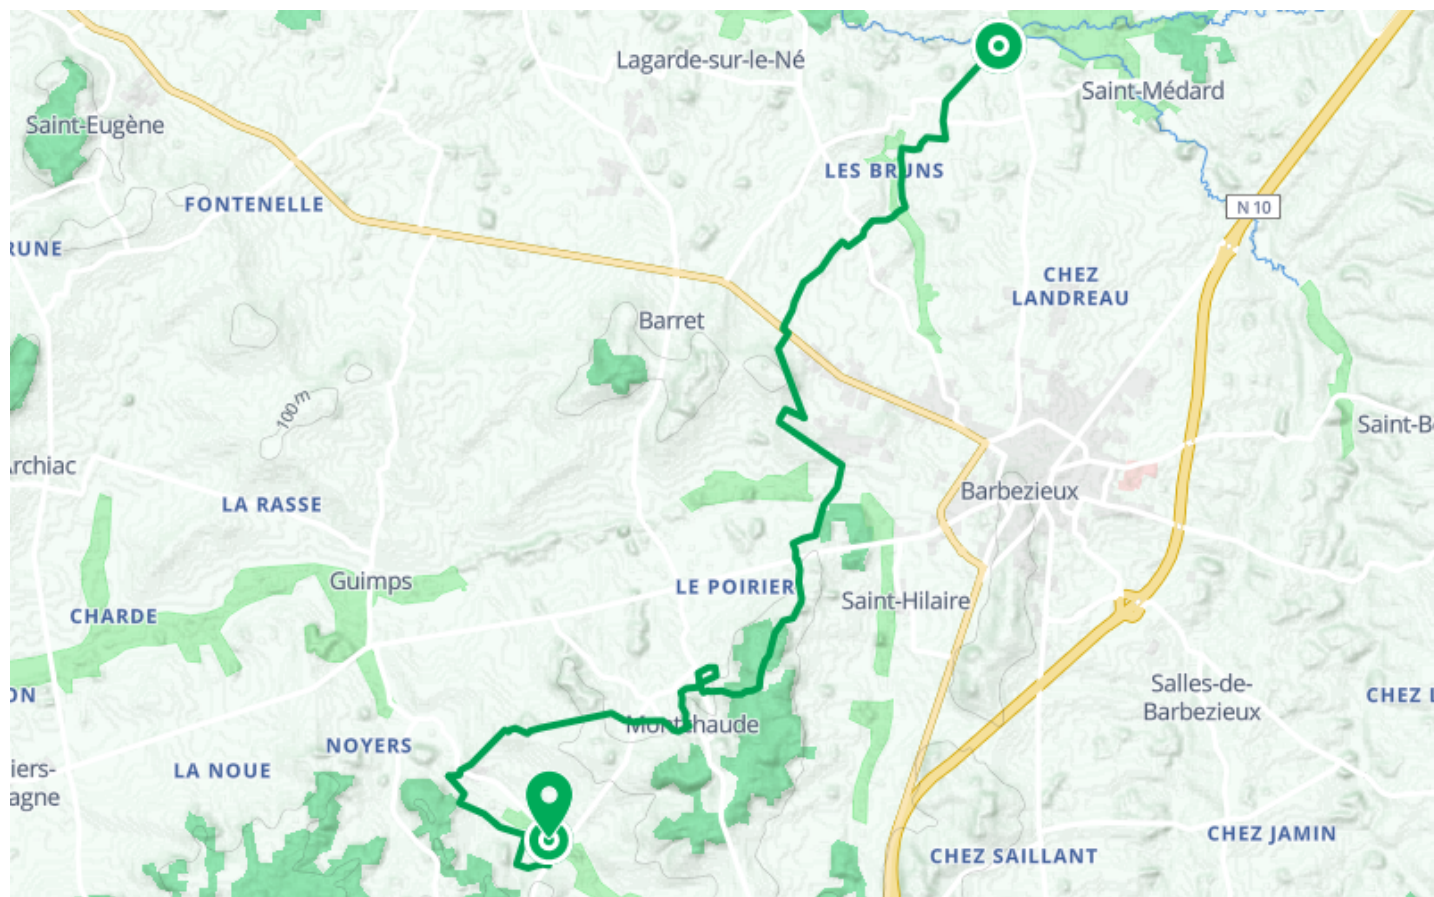 Lagarde-sur-le-Né
Saint-Médard
Saint-Eugène
LES BRUNS
FONTENELLE
N 10
RUNE
CHEZ
LANDREAU
Barret
100 m
Saint-B
Archiac
Barbezieux
LA RASSE
Guimps
LE POIRIER
Saint-Hilaire
CHARDE
Salles-de-
Barbezieux
ON
CHEZ L
Montchaude
NOYERS
LA NOUE
iers-
agne
CHEZ JAMIN
CHEZ SAILLANT